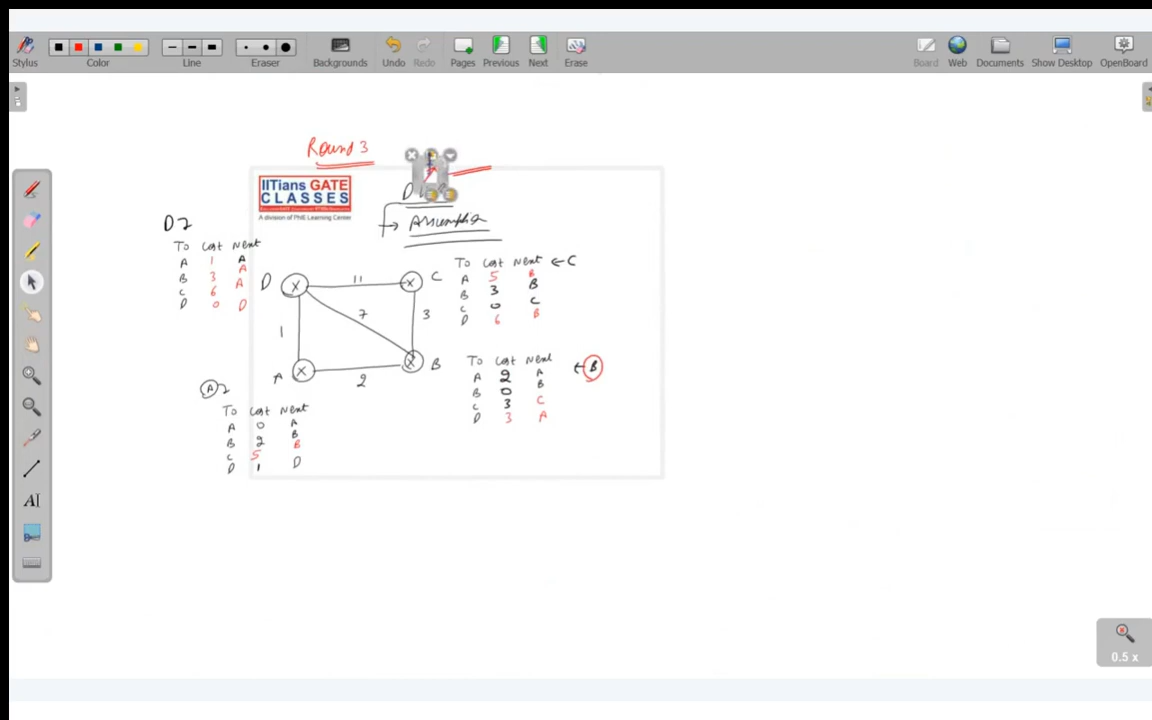 Stylus
Color
Line
Eraser
Backgrounds
Undo
Redo
Pages
Previous
Next
Erase
Board
Web
Documents
Show Desktop
OpenBoard
Round 3
IITians GATE
CLASSES
A division of PhIE Learning Center
D
To Cost Next
A 1 A
B 3 A
C 6 A
D 0 D
D 11 C
7
3
1
A 2 B
To Cost Next ← C
A 5 B
B 3 B
C 0 C
D 6 B
To Cost Next ← B
A 2 A
B 0 B
C 3 C
D 3 A
A
To Cost Next
A 0 A
B 2 B
C 5 B
D 1 D
AI
0.5 x